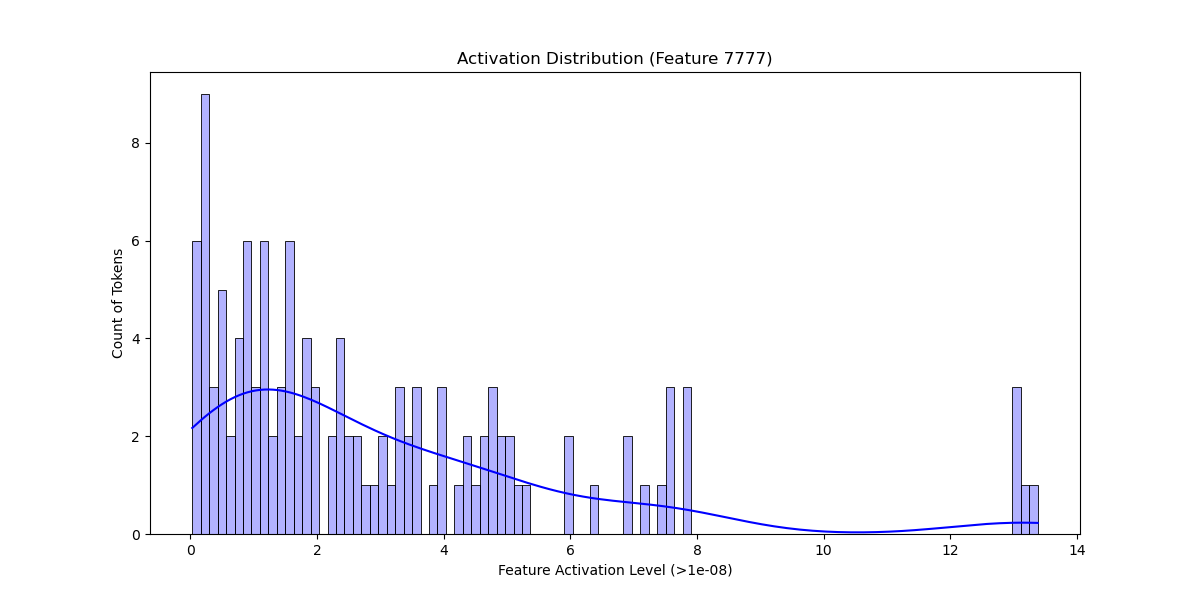 Activation Distribution (Feature 7777)
Count of Tokens
8
6
4
2
0
0 2 4 6 8 10 12 14
Feature Activation Level (>1e-08)